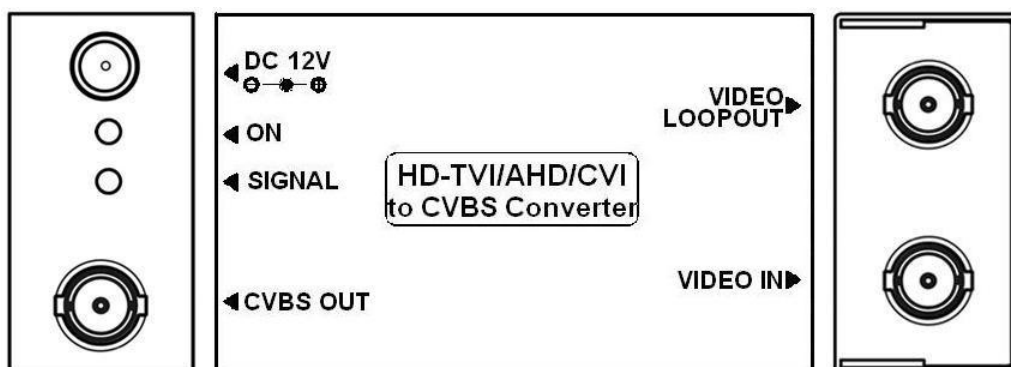 DC 12V
ON
SIGNAL
CVBS OUT
HD-TVI/AHD/CVI
to CVBS Converter
VIDEO
LOOPOUT
VIDEO IN